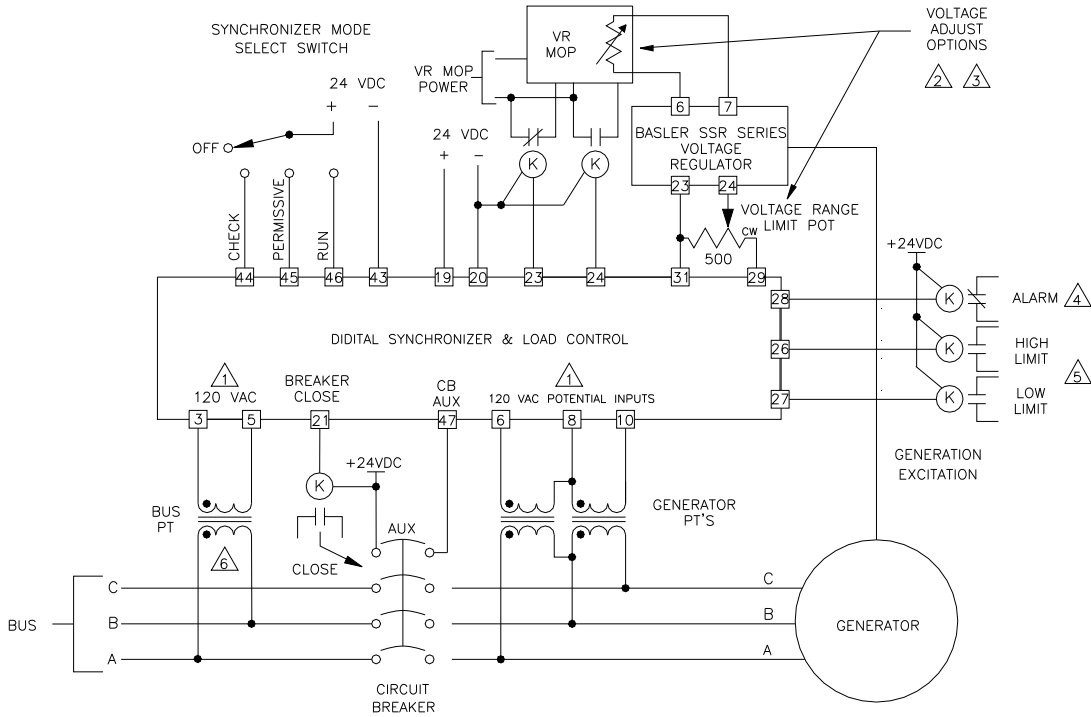 SYNCHRONIZER MODE
SELECT SWITCH
VR
MOP
VOLTAGE
ADJUST
OPTIONS
2 3
VR MOP
POWER
24 VDC
+ −
OFF
24 VDC
+ −
K K
6 7
BASLER SSR SERIES
VOLTAGE
REGULATOR
23 24
VOLTAGE RANGE
LIMIT POT
CW
500
CHECK
PERMISSIVE
RUN
44 45 46 43 19 20 23 24 31 29
+24VDC
28 K ALARM 4
26 K HIGH
LIMIT
5
27 K LOW
LIMIT
DIDITAL SYNCHRONIZER & LOAD CONTROL
1
120 VAC
BREAKER
CLOSE
CB
AUX
1
120 VAC POTENTIAL INPUTS
3 5 21 47 6 8 10
GENERATION
EXCITATION
+24VDC
K
BUS
PT
6
AUX
CLOSE
GENERATOR
PT'S
BUS
C
B
A
C
B
A
GENERATOR
CIRCUIT
BREAKER